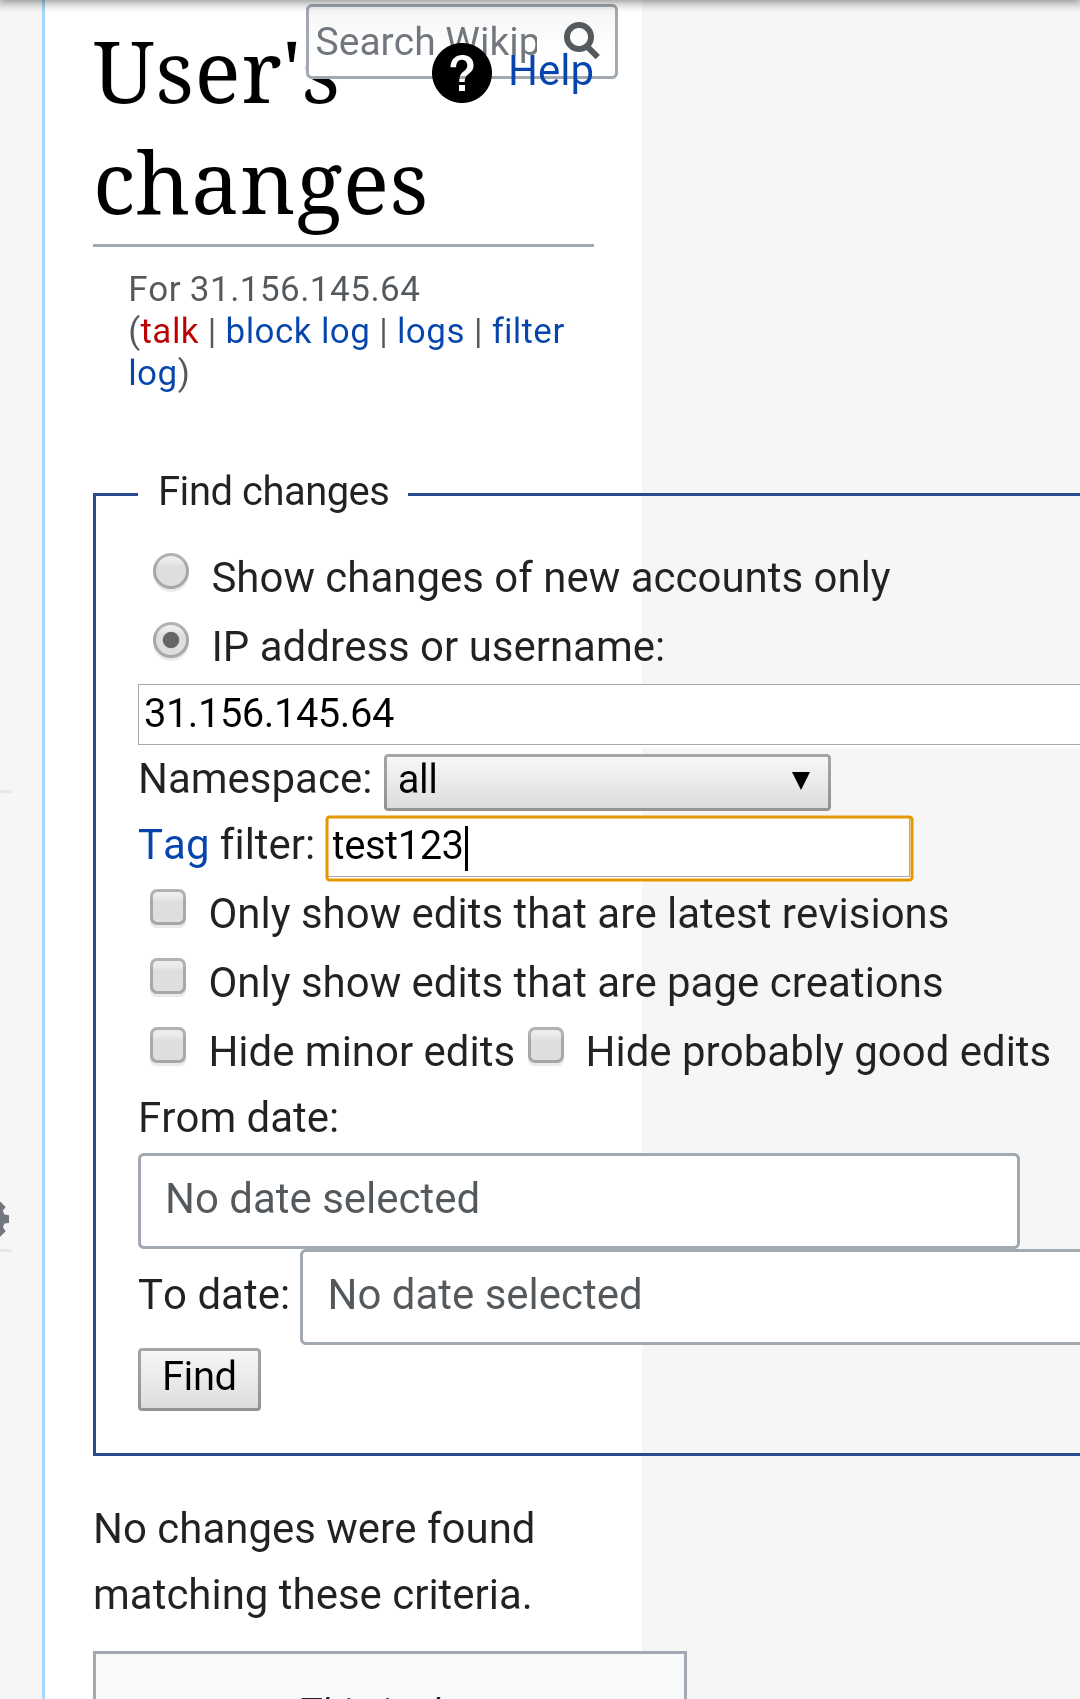 Search Wikip
User's
? Help
changes
For 31.156.145.64
(talk | block log | logs | filter
log)
Find changes
Show changes of new accounts only
IP address or username:
31.156.145.64
Namespace: all
Tag filter: test123
Only show edits that are latest revisions
Only show edits that are page creations
Hide minor edits Hide probably good edits
From date:
No date selected
To date: No date selected
Find
No changes were found
matching these criteria.